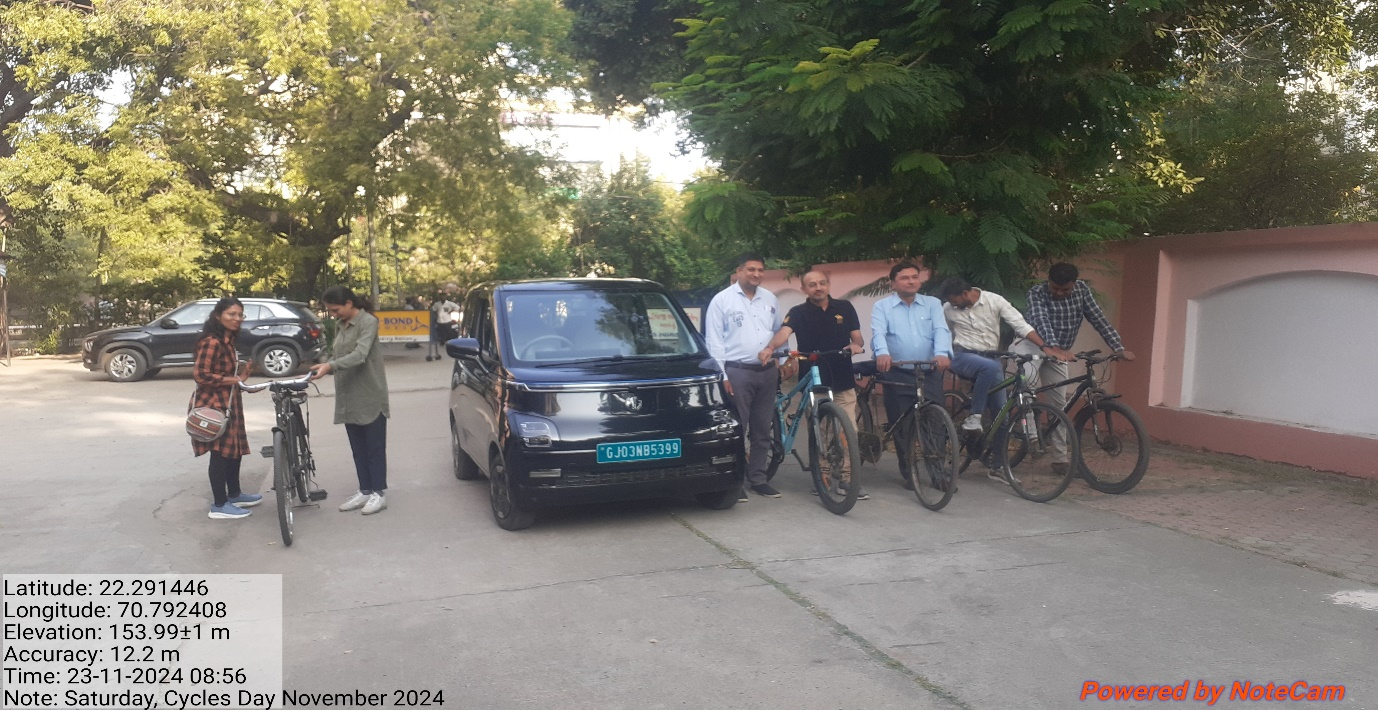 BOND
GJ03NB5399
Latitude: 22.291446
Longitude: 70.792408
Elevation: 153.99±1 m
Accuracy: 12.2 m
Time: 23-11-2024 08:56
Note: Saturday, Cycles Day November 2024
Powered by NoteCam